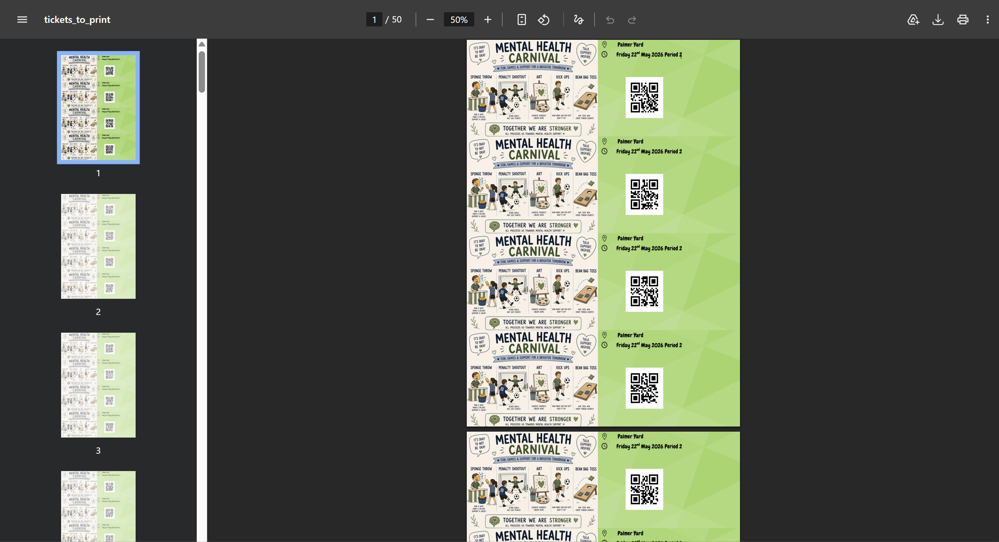 tickets_to_print
1 / 50
50%
1
2
3
IT'S OKAY
TO NOT
BE OKAY
MENTAL HEALTH
CARNIVAL
TALK.
SUPPORT.
INSPIRE.
FUN, GAMES & SUPPORT FOR A BRIGHTER TOMORROW
SPONGE THROW PENALTY SHOOTOUT ART KICK UPS BEAN BAG TOSS
10
TAKE A SHOT.
MAKE A SPLASH.
SUPPORT A CAUSE!
SCORE GOALS,
NOT JUST POINTS!
EXPRESS YOURSELF.
CREATE HOPE.
HOW MANY CAN YOU GET?
KEEP IT UP!
AIM. TOSS. WIN.
EVERY THROW COUNTS!
TOGETHER WE ARE STRONGER
ALL PROCEEDS GO TOWARDS MENTAL HEALTH SUPPORT
Palmer Yard
Friday 22nd May 2026 Period 2
IT'S OKAY
TO NOT
BE OKAY
MENTAL HEALTH
CARNIVAL
TALK.
SUPPORT.
INSPIRE.
FUN, GAMES & SUPPORT FOR A BRIGHTER TOMORROW
SPONGE THROW PENALTY SHOOTOUT ART KICK UPS BEAN BAG TOSS
10
TAKE A SHOT.
MAKE A SPLASH.
SUPPORT A CAUSE!
SCORE GOALS,
NOT JUST POINTS!
EXPRESS YOURSELF.
CREATE HOPE.
HOW MANY CAN YOU GET?
KEEP IT UP!
AIM. TOSS. WIN.
EVERY THROW COUNTS!
TOGETHER WE ARE STRONGER
ALL PROCEEDS GO TOWARDS MENTAL HEALTH SUPPORT
Palmer Yard
Friday 22nd May 2026 Period 2
IT'S OKAY
TO NOT
BE OKAY
MENTAL HEALTH
CARNIVAL
TALK.
SUPPORT.
INSPIRE.
FUN, GAMES & SUPPORT FOR A BRIGHTER TOMORROW
SPONGE THROW PENALTY SHOOTOUT ART KICK UPS BEAN BAG TOSS
10
TAKE A SHOT.
MAKE A SPLASH.
SUPPORT A CAUSE!
SCORE GOALS,
NOT JUST POINTS!
EXPRESS YOURSELF.
CREATE HOPE.
HOW MANY CAN YOU GET?
KEEP IT UP!
AIM. TOSS. WIN.
EVERY THROW COUNTS!
TOGETHER WE ARE STRONGER
ALL PROCEEDS GO TOWARDS MENTAL HEALTH SUPPORT
Palmer Yard
Friday 22nd May 2026 Period 2
IT'S OKAY
TO NOT
BE OKAY
MENTAL HEALTH
CARNIVAL
TALK.
SUPPORT.
INSPIRE.
FUN, GAMES & SUPPORT FOR A BRIGHTER TOMORROW
SPONGE THROW PENALTY SHOOTOUT ART KICK UPS BEAN BAG TOSS
10
TAKE A SHOT.
MAKE A SPLASH.
SUPPORT A CAUSE!
SCORE GOALS,
NOT JUST POINTS!
EXPRESS YOURSELF.
CREATE HOPE.
HOW MANY CAN YOU GET?
KEEP IT UP!
AIM. TOSS. WIN.
EVERY THROW COUNTS!
TOGETHER WE ARE STRONGER
ALL PROCEEDS GO TOWARDS MENTAL HEALTH SUPPORT
Palmer Yard
Friday 22nd May 2026 Period 2
IT'S OKAY
TO NOT
BE OKAY
MENTAL HEALTH
CARNIVAL
TALK.
SUPPORT.
INSPIRE.
FUN, GAMES & SUPPORT FOR A BRIGHTER TOMORROW
SPONGE THROW PENALTY SHOOTOUT ART KICK UPS BEAN BAG TOSS
10
TAKE A SHOT.
MAKE A SPLASH.
SUPPORT A CAUSE!
SCORE GOALS,
NOT JUST POINTS!
EXPRESS YOURSELF.
CREATE HOPE.
HOW MANY CAN YOU GET?
KEEP IT UP!
AIM. TOSS. WIN.
EVERY THROW COUNTS!
TOGETHER WE ARE STRONGER
ALL PROCEEDS GO TOWARDS MENTAL HEALTH SUPPORT
Palmer Yard
Friday 22nd May 2026 Period 2
IT'S OKAY
TO NOT
MENTAL HEALTH
TALK.
Palmer Yard